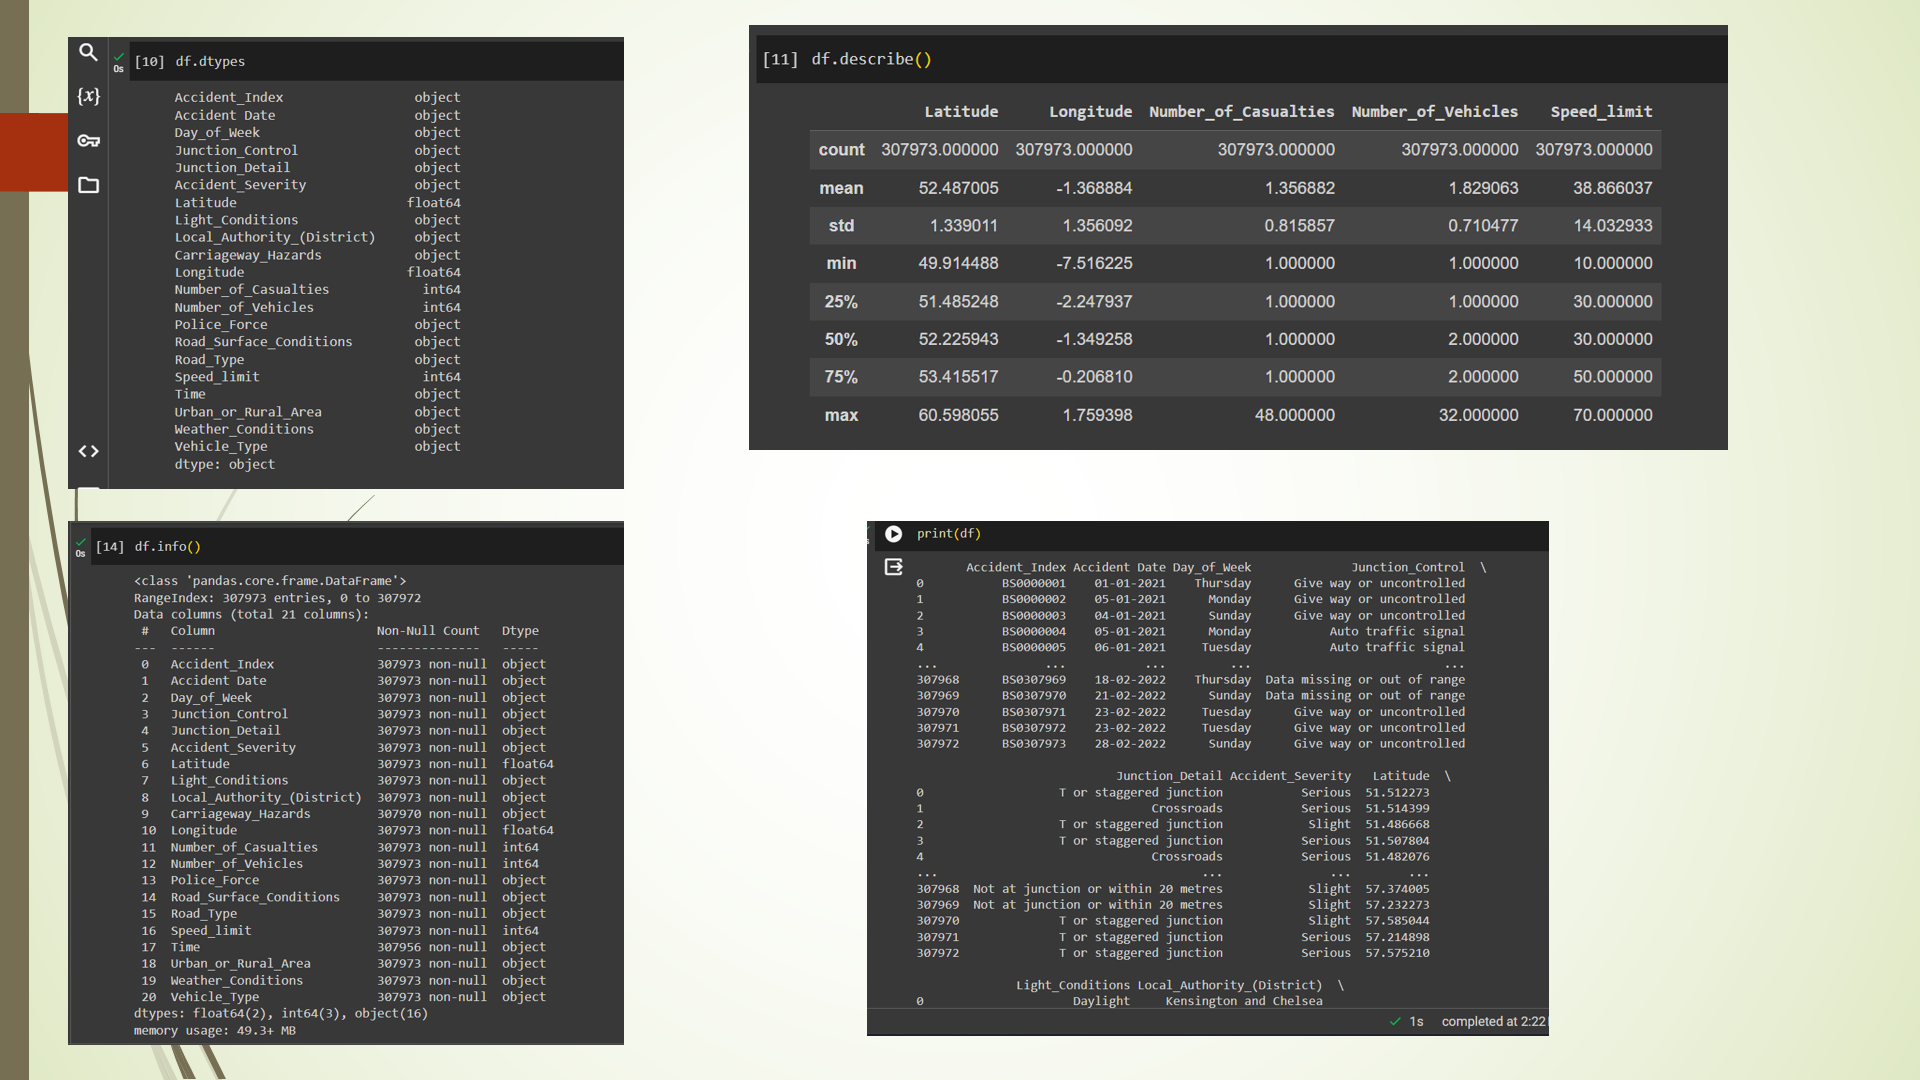 [10] df.dtypes
0s
{x}
Accident_Index object
Accident Date object
Day_of_Week object
Junction_Control object
Junction_Detail object
Accident_Severity object
Latitude float64
Light_Conditions object
Local_Authority_(District) object
Carriageway_Hazards object
Longitude float64
Number_of_Casualties int64
Number_of_Vehicles int64
Police_Force object
Road_Surface_Conditions object
Road_Type object
Speed_limit int64
Time object
Urban_or_Rural_Area object
Weather_Conditions object
Vehicle_Type object
dtype: object
[11] df.describe()
Latitude Longitude Number_of_Casualties Number_of_Vehicles Speed_limit
count 307973.000000 307973.000000 307973.000000 307973.000000 307973.000000
mean 52.487005 -1.368884 1.356882 1.829063 38.866037
std 1.339011 1.356092 0.815857 0.710477 14.032933
min 49.914488 -7.516225 1.000000 1.000000 10.000000
25% 51.485248 -2.247937 1.000000 1.000000 30.000000
50% 52.225943 -1.349258 1.000000 2.000000 30.000000
75% 53.415517 -0.206810 1.000000 2.000000 50.000000
max 60.598055 1.759398 48.000000 32.000000 70.000000
[14] df.info()
0s
<class 'pandas.core.frame.DataFrame'>
RangeIndex: 307973 entries, 0 to 307972
Data columns (total 21 columns):
# Column Non-Null Count Dtype
--- ------ -------------- -----
0 Accident_Index 307973 non-null object
1 Accident Date 307973 non-null object
2 Day_of_Week 307973 non-null object
3 Junction_Control 307973 non-null object
4 Junction_Detail 307973 non-null object
5 Accident_Severity 307973 non-null object
6 Latitude 307973 non-null float64
7 Light_Conditions 307973 non-null object
8 Local_Authority_(District) 307973 non-null object
9 Carriageway_Hazards 307970 non-null object
10 Longitude 307973 non-null float64
11 Number_of_Casualties 307973 non-null int64
12 Number_of_Vehicles 307973 non-null int64
13 Police_Force 307973 non-null object
14 Road_Surface_Conditions 307973 non-null object
15 Road_Type 307973 non-null object
16 Speed_limit 307973 non-null int64
17 Time 307956 non-null object
18 Urban_or_Rural_Area 307973 non-null object
19 Weather_Conditions 307973 non-null object
20 Vehicle_Type 307973 non-null object
dtypes: float64(2), int64(3), object(16)
memory usage: 49.3+ MB
print(df)
Accident_Index Accident Date Day_of_Week Junction_Control \
0 BS0000001 01-01-2021 Thursday Give way or uncontrolled
1 BS0000002 05-01-2021 Monday Give way or uncontrolled
2 BS0000003 04-01-2021 Sunday Give way or uncontrolled
3 BS0000004 05-01-2021 Monday Auto traffic signal
4 BS0000005 06-01-2021 Tuesday Auto traffic signal
... ... ... ... ...
307968 BS0307969 18-02-2022 Thursday Data missing or out of range
307969 BS0307970 21-02-2022 Sunday Data missing or out of range
307970 BS0307971 23-02-2022 Tuesday Give way or uncontrolled
307971 BS0307972 23-02-2022 Tuesday Give way or uncontrolled
307972 BS0307973 28-02-2022 Sunday Give way or uncontrolled
Junction_Detail Accident_Severity Latitude \
0 T or staggered junction Serious 51.512273
1 Crossroads Serious 51.514399
2 T or staggered junction Slight 51.486668
3 T or staggered junction Serious 51.507804
4 Crossroads Serious 51.482076
... ... ... ...
307968 Not at junction or within 20 metres Slight 57.374005
307969 Not at junction or within 20 metres Slight 57.232273
307970 T or staggered junction Slight 57.585044
307971 T or staggered junction Serious 57.214898
307972 T or staggered junction Serious 57.575210
Light_Conditions Local_Authority_(District) \
0 Daylight Kensington and Chelsea
1s completed at 2:22